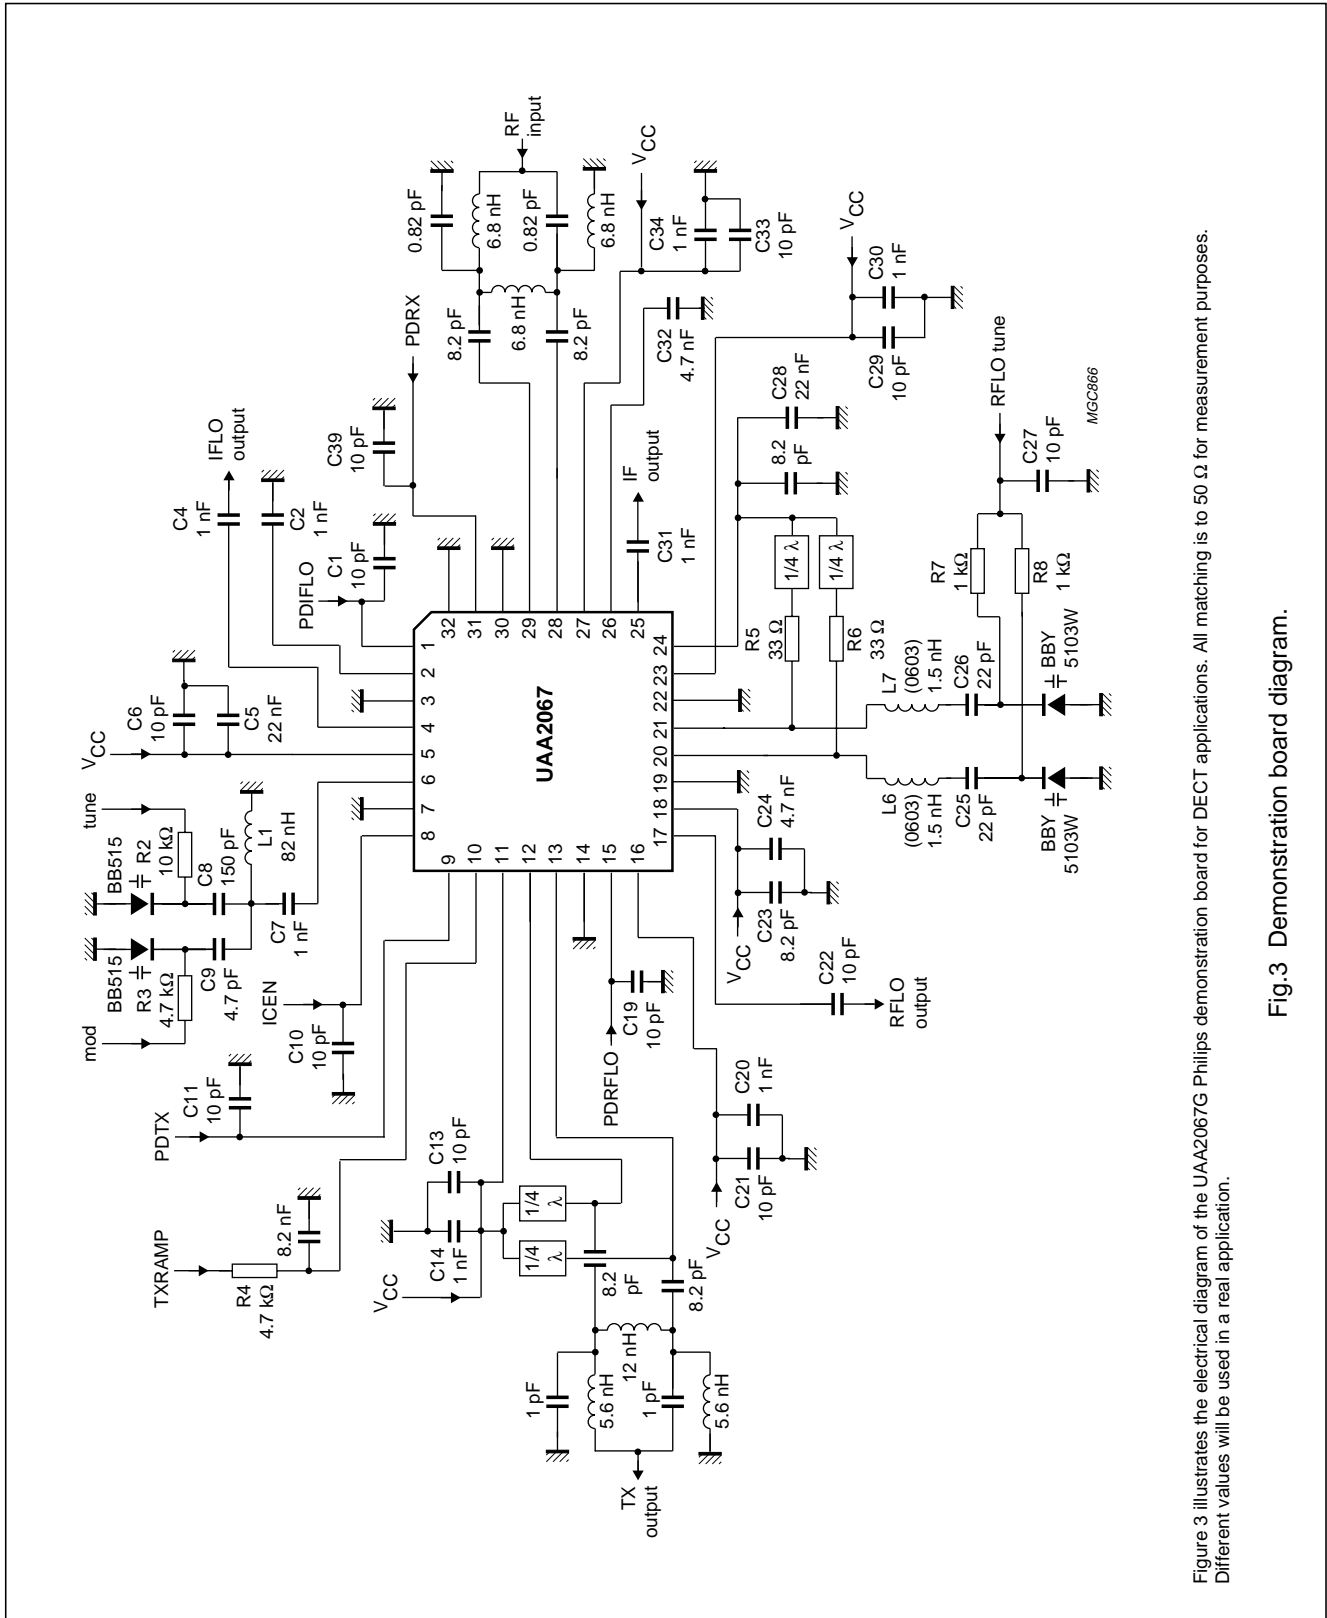 RF
input
0.82 pF
6.8 nH
0.82 pF
6.8 nH
8.2 pF
6.8 nH
8.2 pF
VCC
C34
1 nF
C33
10 pF
PDRX
C39
10 pF
C32
4.7 nF
VCC
C30
1 nF
C29
10 pF
IFLO
output
C4
1 nF
C2
1 nF
PDIFLO
C1
10 pF
IF
output
C31
1 nF
C28
22 nF
8.2
pF
RFLO tune
C27
10 pF
MGC866
1/4 λ
1/4 λ
R5
33 Ω
R6
33 Ω
R7
1 kΩ
R8
1 kΩ
32
31
30
29
28
27
26
25
1
2
3
4
5
6
7
8
UAA2067
24
23
22
21
20
19
18
17
9
10
11
12
13
14
15
16
VCC
C6
10 pF
C5
22 nF
tune
BB515
R2
10 kΩ
C8
150 pF
L1
82 nH
C7
1 nF
BB515
R3
4.7 kΩ
C9
4.7 pF
mod
ICEN
C10
10 pF
PDTX
C11
10 pF
TXRAMP
R4
4.7 kΩ
8.2 nF
L7
(0603)
1.5 nH
C26
22 pF
BBY
5103W
L6
(0603)
1.5 nH
C25
22 pF
BBY
5103W
C24
4.7 nF
C23
8.2 pF
VCC
C22
10 pF
RFLO
output
PDRFLO
C19
10 pF
C20
1 nF
C21
10 pF
VCC
C13
10 pF
C14
1 nF
VCC
1/4
λ
1/4
λ
8.2
pF
8.2 pF
12 nH
1 pF
5.6 nH
1 pF
5.6 nH
TX
output
Figure 3 illustrates the electrical diagram of the UAA2067G Philips demonstration board for DECT applications. All matching is to 50 Ω for measurement purposes.
Different values will be used in a real application.
Fig.3 Demonstration board diagram.